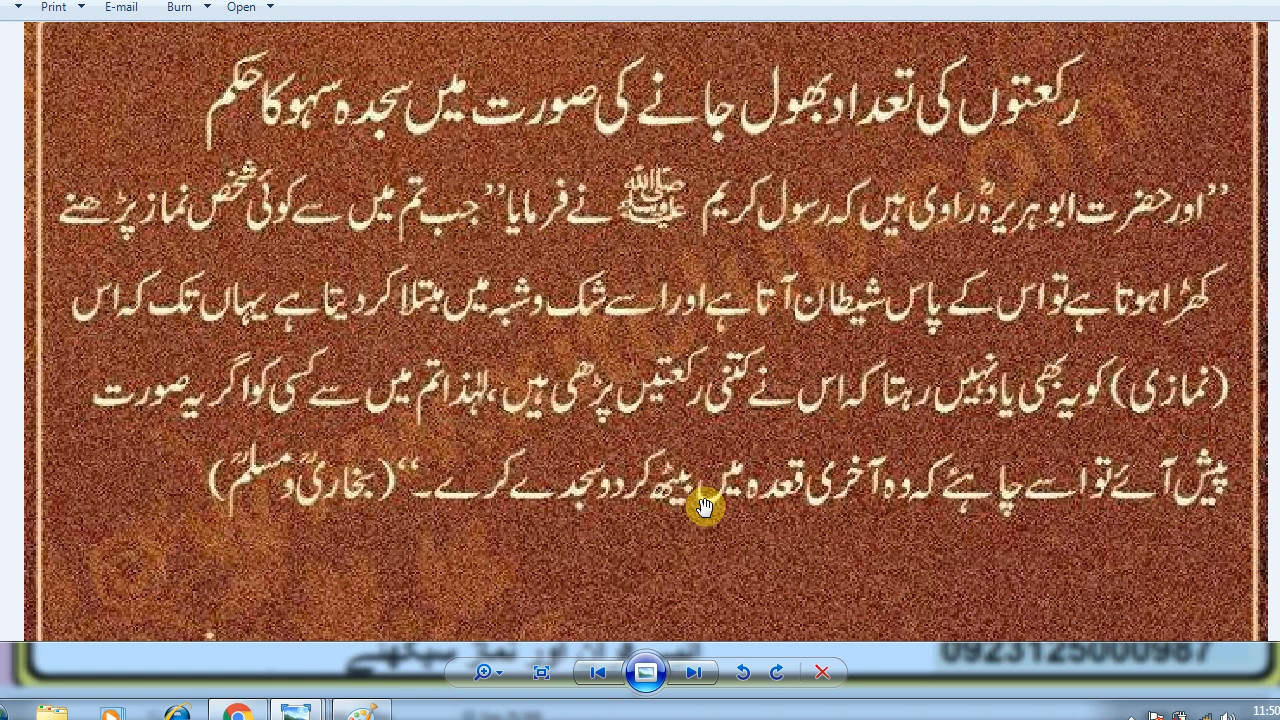 Print E-mail Burn Open
رکعتوں کی تعداد بھول جانے کی صورت میں سجدہ سہو کا حکم
”اور حضرت ابو ہریرہؓ راوی ہیں کہ رسول کریم ﷺ نے فرمایا ”جب تم میں سے کوئی شخص نماز پڑھنے
کھڑا ہوتا ہے تو اس کے پاس شیطان آتا ہے اور اسے شک و شبہ میں مبتلا کر دیتا ہے یہاں تک کہ اس
(نمازی) کو یہ بھی یاد نہیں رہتا کہ اس نے کتنی رکعتیں پڑھی ہیں، لہٰذا تم میں سے کسی کو اگر یہ صورت
پیش آئے تو اسے چاہئے کہ وہ آخری قعدہ میں بیٹھ کر دو سجدے کرے۔“ (بخاریؒ و مسلمؒ)
0923125000987
11:50